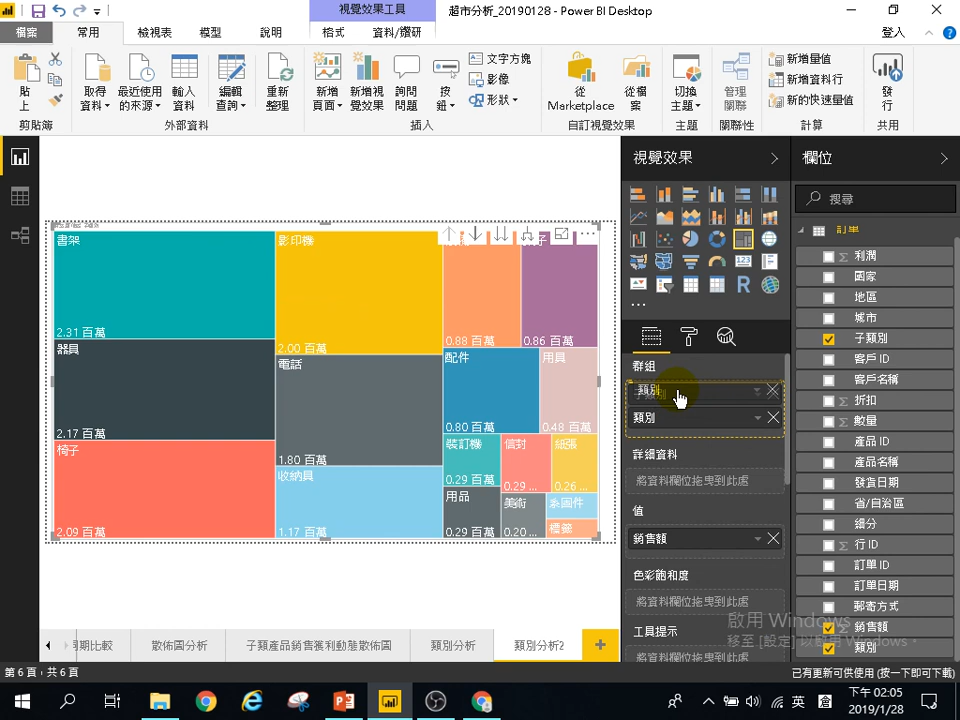 視覺效果工具
超市分析_20190128 - Power BI Desktop
檔案
常用
檢視表
模型
說明
格式
資料/鑽研
登入
貼上
剪貼簿
取得資料
最近使用的來源
輸入資料
編輯查詢
重新整理
外部資料
新增頁面
新增視覺效果
詢問問題
按鈕
文字方塊
影像
形狀
插入
從 Marketplace
從檔案
自訂視覺效果
切換主題
主題
管理關聯
關聯性
新增量值
新增資料行
新的快速量值
計算
發行
共用
書架
2.31 百萬
器具
2.17 百萬
椅子
2.09 百萬
影印機
2.00 百萬
電話
1.80 百萬
收納具
1.17 百萬
0.88 百萬
子
0.86 百萬
配件
0.80 百萬
用具
0.48 百萬
裝訂機
0.29 百萬
信封
0.29 ...
紙張
0.26 ...
用品
0.29 百萬
美術
0.20 ...
系固件
標籤
視覺效果
123
R
群組
類別
類別
詳細資料
將資料欄位拖曳到此處
值
銷售額
色彩飽和度
將資料欄位拖曳到此處
工具提示
將資料欄位拖曳到此處
欄位
搜尋
訂單
利潤
國家
地區
城市
子類別
客戶 ID
客戶名稱
折扣
數量
產品 ID
產品名稱
發貨日期
省/自治區
細分
行 ID
訂單 ID
訂單日期
郵寄方式
銷售額
類別
啟用 Windows
移至 [設定] 以啟用 Windows。
期比較
散佈圖分析
子類產品銷售獲利動態散佈圖
類別分析
類別分析2
第 6 頁，共 6 頁
已有更新可供使用 (按一下即可下載)
英
下午 02:05
2019/1/28